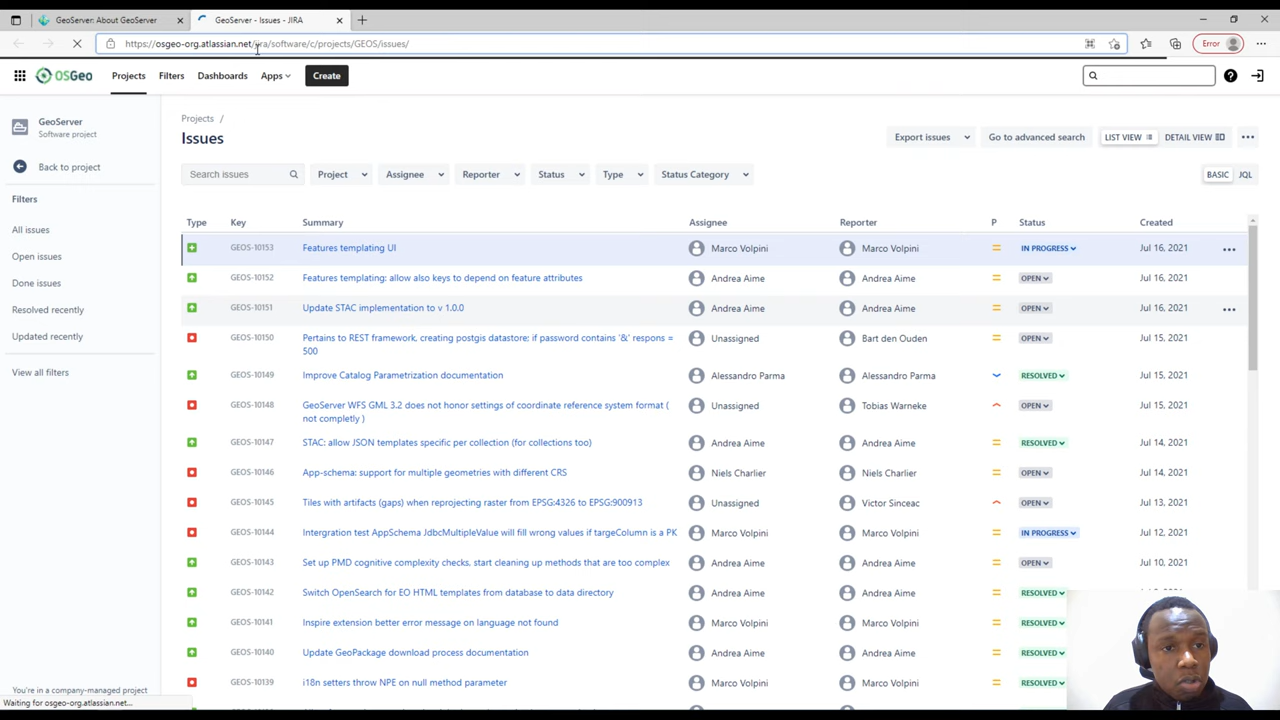 GeoServer: About GeoServer
GeoServer - Issues - JIRA
https://osgeo-org.atlassian.net/jira/software/c/projects/GEOS/issues/
Error
OSGeo
Projects
Filters
Dashboards
Apps
Create
GeoServer
Software project
Back to project
Filters
All issues
Open issues
Done issues
Resolved recently
Updated recently
View all filters
You're in a company-managed project
Waiting for osgeo-org.atlassian.net...
Projects /
Issues
Export issues
Go to advanced search
LIST VIEW
DETAIL VIEW
Search issues
Project
Assignee
Reporter
Status
Type
Status Category
BASIC
JQL
Type Key Summary Assignee Reporter P Status Created
GEOS-10153 Features templating UI Marco Volpini Marco Volpini IN PROGRESS Jul 16, 2021
GEOS-10152 Features templating: allow also keys to depend on feature attributes Andrea Aime Andrea Aime OPEN Jul 16, 2021
GEOS-10151 Update STAC implementation to v 1.0.0 Andrea Aime Andrea Aime OPEN Jul 16, 2021
GEOS-10150 Pertains to REST framework, creating postgis datastore; if password contains '&' respons = Unassigned Bart den Ouden OPEN Jul 15, 2021
500
GEOS-10149 Improve Catalog Parametrization documentation Alessandro Parma Alessandro Parma RESOLVED Jul 15, 2021
GEOS-10148 GeoServer WFS GML 3.2 does not honor settings of coordinate reference system format ( Unassigned Tobias Warneke OPEN Jul 15, 2021
not completly )
GEOS-10147 STAC: allow JSON templates specific per collection (for collections too) Andrea Aime Andrea Aime RESOLVED Jul 14, 2021
GEOS-10146 App-schema: support for multiple geometries with different CRS Niels Charlier Niels Charlier OPEN Jul 14, 2021
GEOS-10145 Tiles with artifacts (gaps) when reprojecting raster from EPSG:4326 to EPSG:900913 Unassigned Victor Sinceac OPEN Jul 13, 2021
GEOS-10144 Intergration test AppSchema JdbcMultipleValue will fill wrong values if targeColumn is a PK Marco Volpini Marco Volpini IN PROGRESS Jul 12, 2021
GEOS-10143 Set up PMD cognitive complexity checks, start cleaning up methods that are too complex Andrea Aime Andrea Aime OPEN Jul 10, 2021
GEOS-10142 Switch OpenSearch for EO HTML templates from database to data directory Andrea Aime Andrea Aime RESOLVED
GEOS-10141 Inspire extension better error message on language not found Marco Volpini Marco Volpini RESOLVED
GEOS-10140 Update GeoPackage download process documentation Andrea Aime Andrea Aime RESOLVED
GEOS-10139 i18n setters throw NPE on null method parameter Marco Volpini Marco Volpini RESOLVED